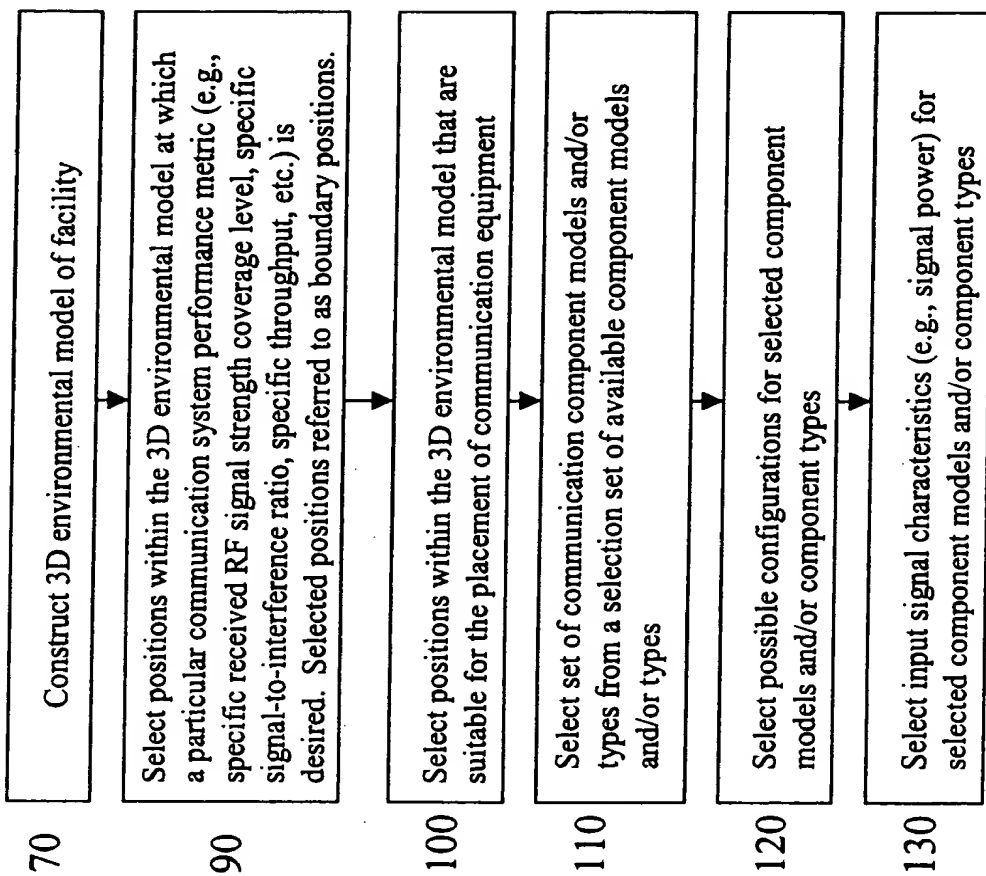 70
Construct 3D environmental model of facility
90
Select positions within the 3D environmental model at which
a particular communication system performance metric (e.g.,
specific received RF signal strength coverage level, specific
signal-to-interference ratio, specific throughput, etc.) is
desired. Selected positions referred to as boundary positions.
100
Select positions within the 3D environmental model that are
suitable for the placement of communication equipment
110
Select set of communication component models and/or
types from a selection set of available component models
and/or types
120
Select possible configurations for selected component
models and/or component types
130
Select input signal characteristics (e.g., signal power) for
selected component models and/or component types